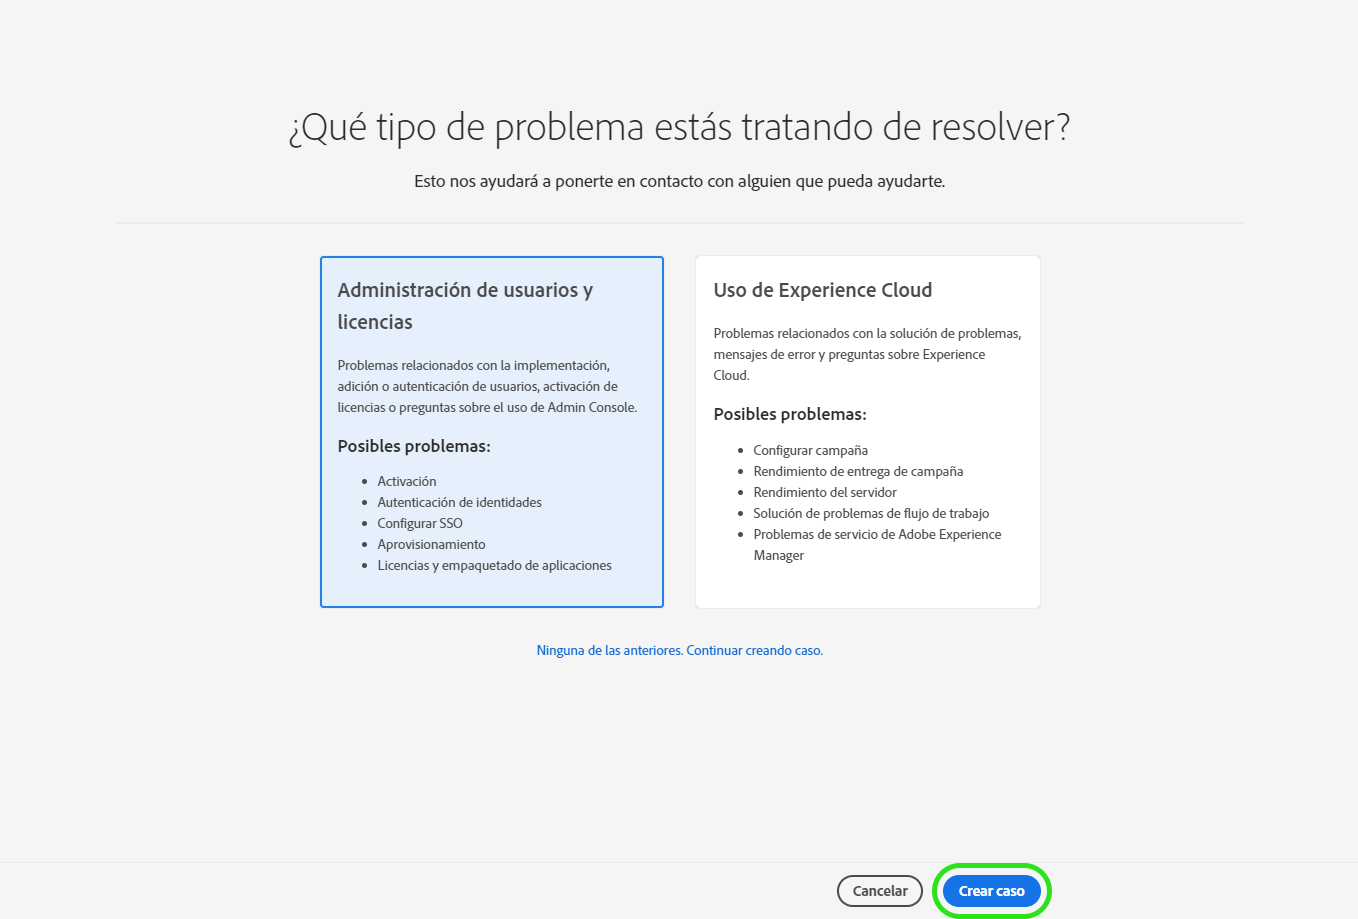 ¿Qué tipo de problema estás tratando de resolver?
Esto nos ayudará a ponerte en contacto con alguien que pueda ayudarte.
Administración de usuarios y
licencias
Problemas relacionados con la implementación,
adición o autenticación de usuarios, activación de
licencias o preguntas sobre el uso de Admin Console.
Posibles problemas:
Activación
Autenticación de identidades
Configurar SSO
Aprovisionamiento
Licencias y empaquetado de aplicaciones
Uso de Experience Cloud
Problemas relacionados con la solución de problemas,
mensajes de error y preguntas sobre Experience
Cloud.
Posibles problemas:
Configurar campaña
Rendimiento de entrega de campaña
Rendimiento del servidor
Solución de problemas de flujo de trabajo
Problemas de servicio de Adobe Experience
Manager
Ninguna de las anteriores. Continuar creando caso.
Cancelar
Crear caso